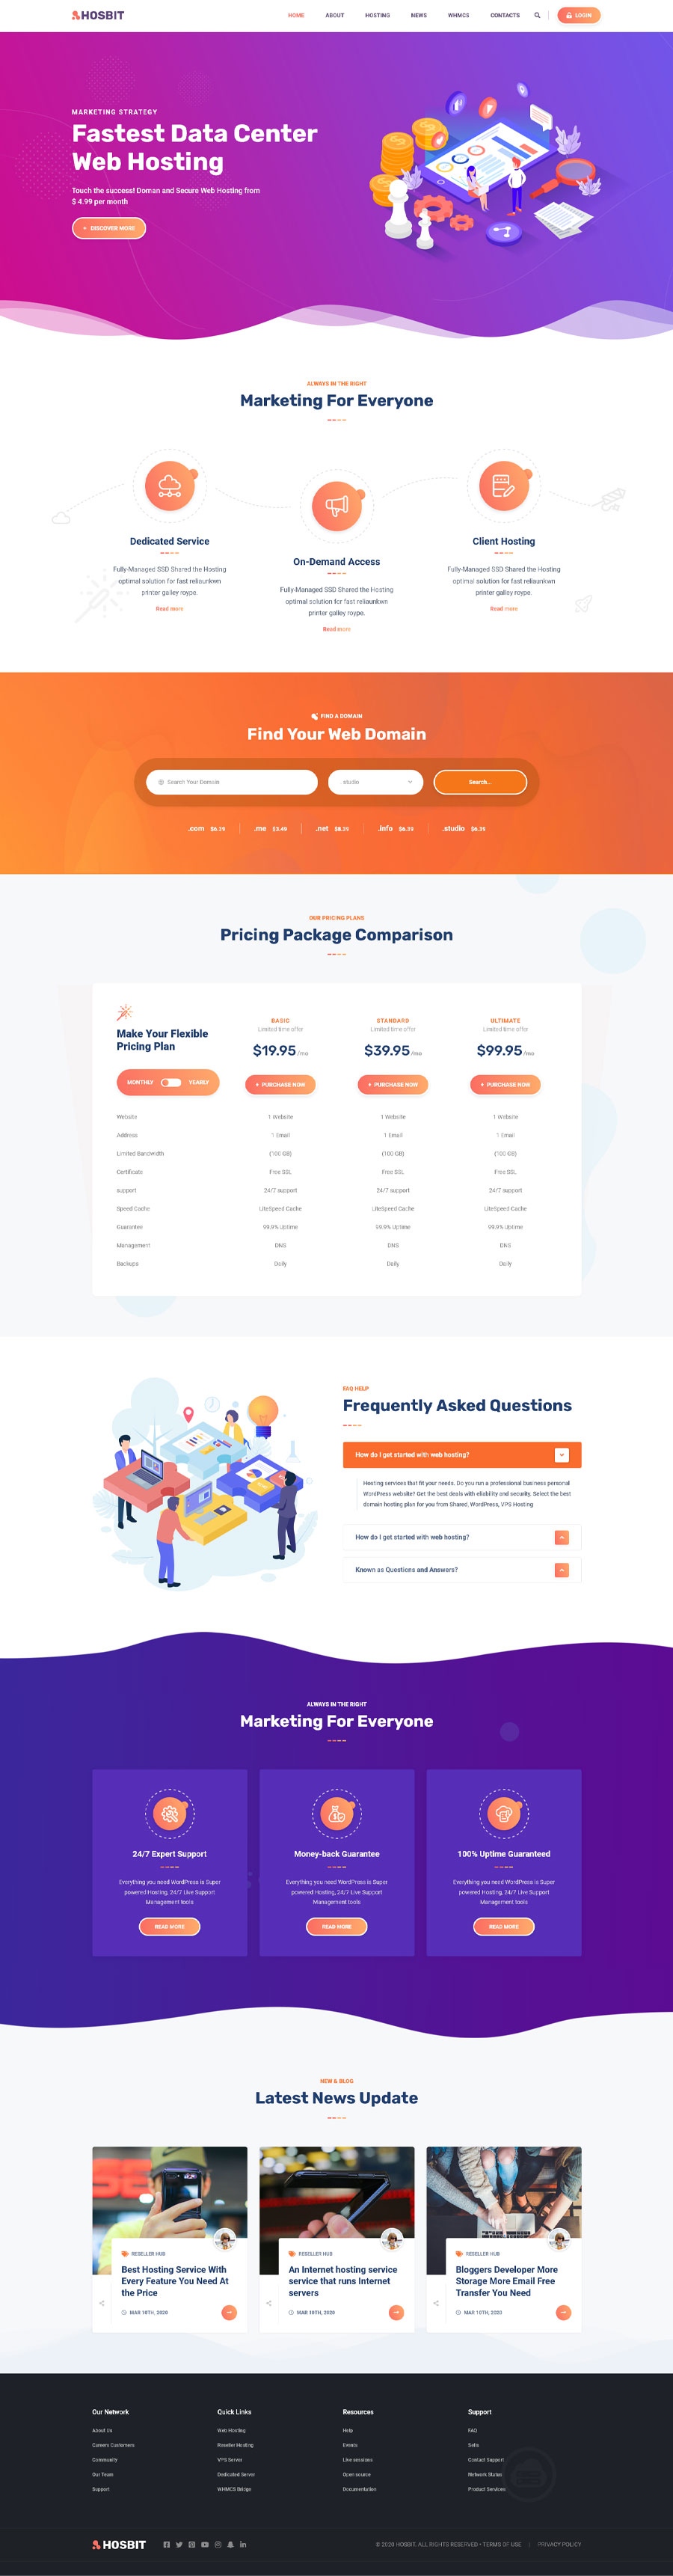 HOSBIT
HOME ABOUT HOSTING NEWS WHMCS CONTACTS LOGIN
MARKETING STRATEGY
Fastest Data Center
Web Hosting
Touch the success! Doman and Secure Web Hosting from
$ 4.99 per month
DISCOVER MORE
ALWAYS IN THE RIGHT
Marketing For Everyone
Dedicated Service
Fully-Managed SSD Shared the Hosting
optimal solution for fast reliaunkwn
printer galley roype.
Read more
On-Demand Access
Fully-Managed SSD Shared the Hosting
optimal solution for fast reliaunkwn
printer galley roype.
Read more
Client Hosting
Fully-Managed SSD Shared the Hosting
optimal solution for fast reliaunkwn
printer galley roype.
Read more
FIND A DOMAIN
Find Your Web Domain
Search Your Domain studio Search...
.com $6.39 .me $3.49 .net $8.39 .info $6.39 .studio $6.39
OUR PRICING PLANS
Pricing Package Comparison
Make Your Flexible
Pricing Plan
MONTHLY YEARLY
BASIC STANDARD ULTIMATE
Limited time offer Limited time offer Limited time offer
$19.95 /mo $39.95 /mo $99.95 /mo
PURCHASE NOW PURCHASE NOW PURCHASE NOW
Website 1 Website 1 Website 1 Website
Address 1 Email 1 Email 1 Email
Limited Bandwidth (100 GB) (100 GB) (100 GB)
Certificate Free SSL Free SSL Free SSL
support 24/7 support 24/7 support 24/7 support
Speed Cache LiteSpeed Cache LiteSpeed Cache LiteSpeed Cache
Guarantee 99.9% Uptime 99.9% Uptime 99.9% Uptime
Management DNS DNS DNS
Backups Daily Daily Daily
FAQ HELP
Frequently Asked Questions
How do I get started with web hosting?
Hosting services that fit your needs. Do you run a professional business personal
WordPress website? Get the best deals with eliability and security. Select the best
domain hosting plan for you from Shared, WordPress, VPS Hosting
How do I get started with web hosting?
Known as Questions and Answers?
ALWAYS IN THE RIGHT
Marketing For Everyone
24/7 Expert Support
Everything you need WordPress is Super
powered Hosting, 24/7 Live Support
Management tools
READ MORE
Money-back Guarantee
Everything you need WordPress is Super
powered Hosting, 24/7 Live Support
Management tools
READ MORE
100% Uptime Guaranteed
Everything you need WordPress is Super
powered Hosting, 24/7 Live Support
Management tools
READ MORE
NEW & BLOG
Latest News Update
RESELLER HUB
Best Hosting Service With
Every Feature You Need At
the Price
MAR 10TH, 2020
RESELLER HUB
An Internet hosting service
service that runs Internet
servers
MAR 10TH, 2020
RESELLER HUB
Bloggers Developer More
Storage More Email Free
Transfer You Need
MAR 10TH, 2020
Our Network Quick Links Resources Support
About Us Web Hosting Help FAQ
Careers Customers Reseller Hosting Events
Community VPS Server Live sessions Contact Support
Our Team Dedicated Server Open source Network Status
Support WHMCS Bridge Documentation Product Services
HOSBIT
© 2020 HOSBIT. ALL RIGHTS RESERVED • TERMS OF USE | PRIVACY POLICY